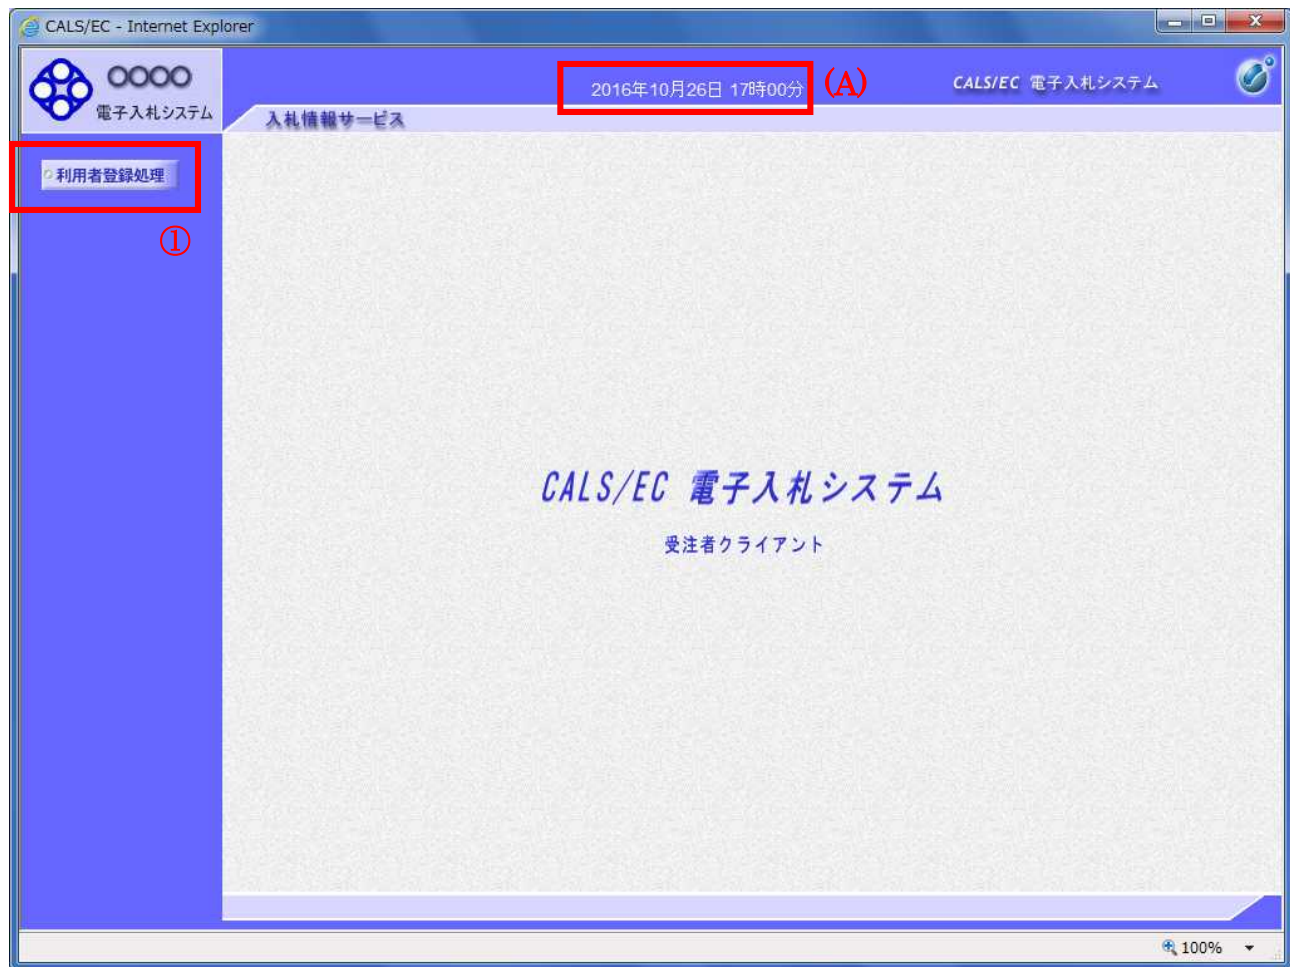 CALS/EC - Internet Explorer
〇〇〇〇
電子入札システム
2016年10月26日 17時00分
(A)
CALS/EC 電子入札システム
入札情報サービス
利用者登録処理
①
CALS/EC 電子入札システム
受注者クライアント
100%